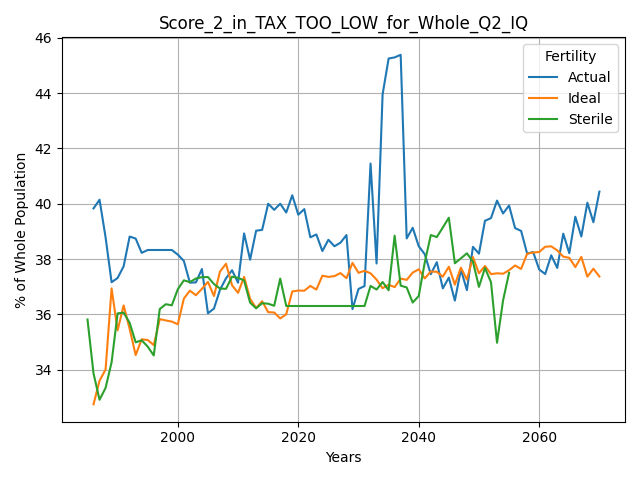 Score_2_in_TAX_TOO_LOW_for_Whole_Q2_IQ
Fertility
Actual
Ideal
Sterile
% of Whole Population
46
44
42
40
38
36
34
2000
2020
2040
2060
Years